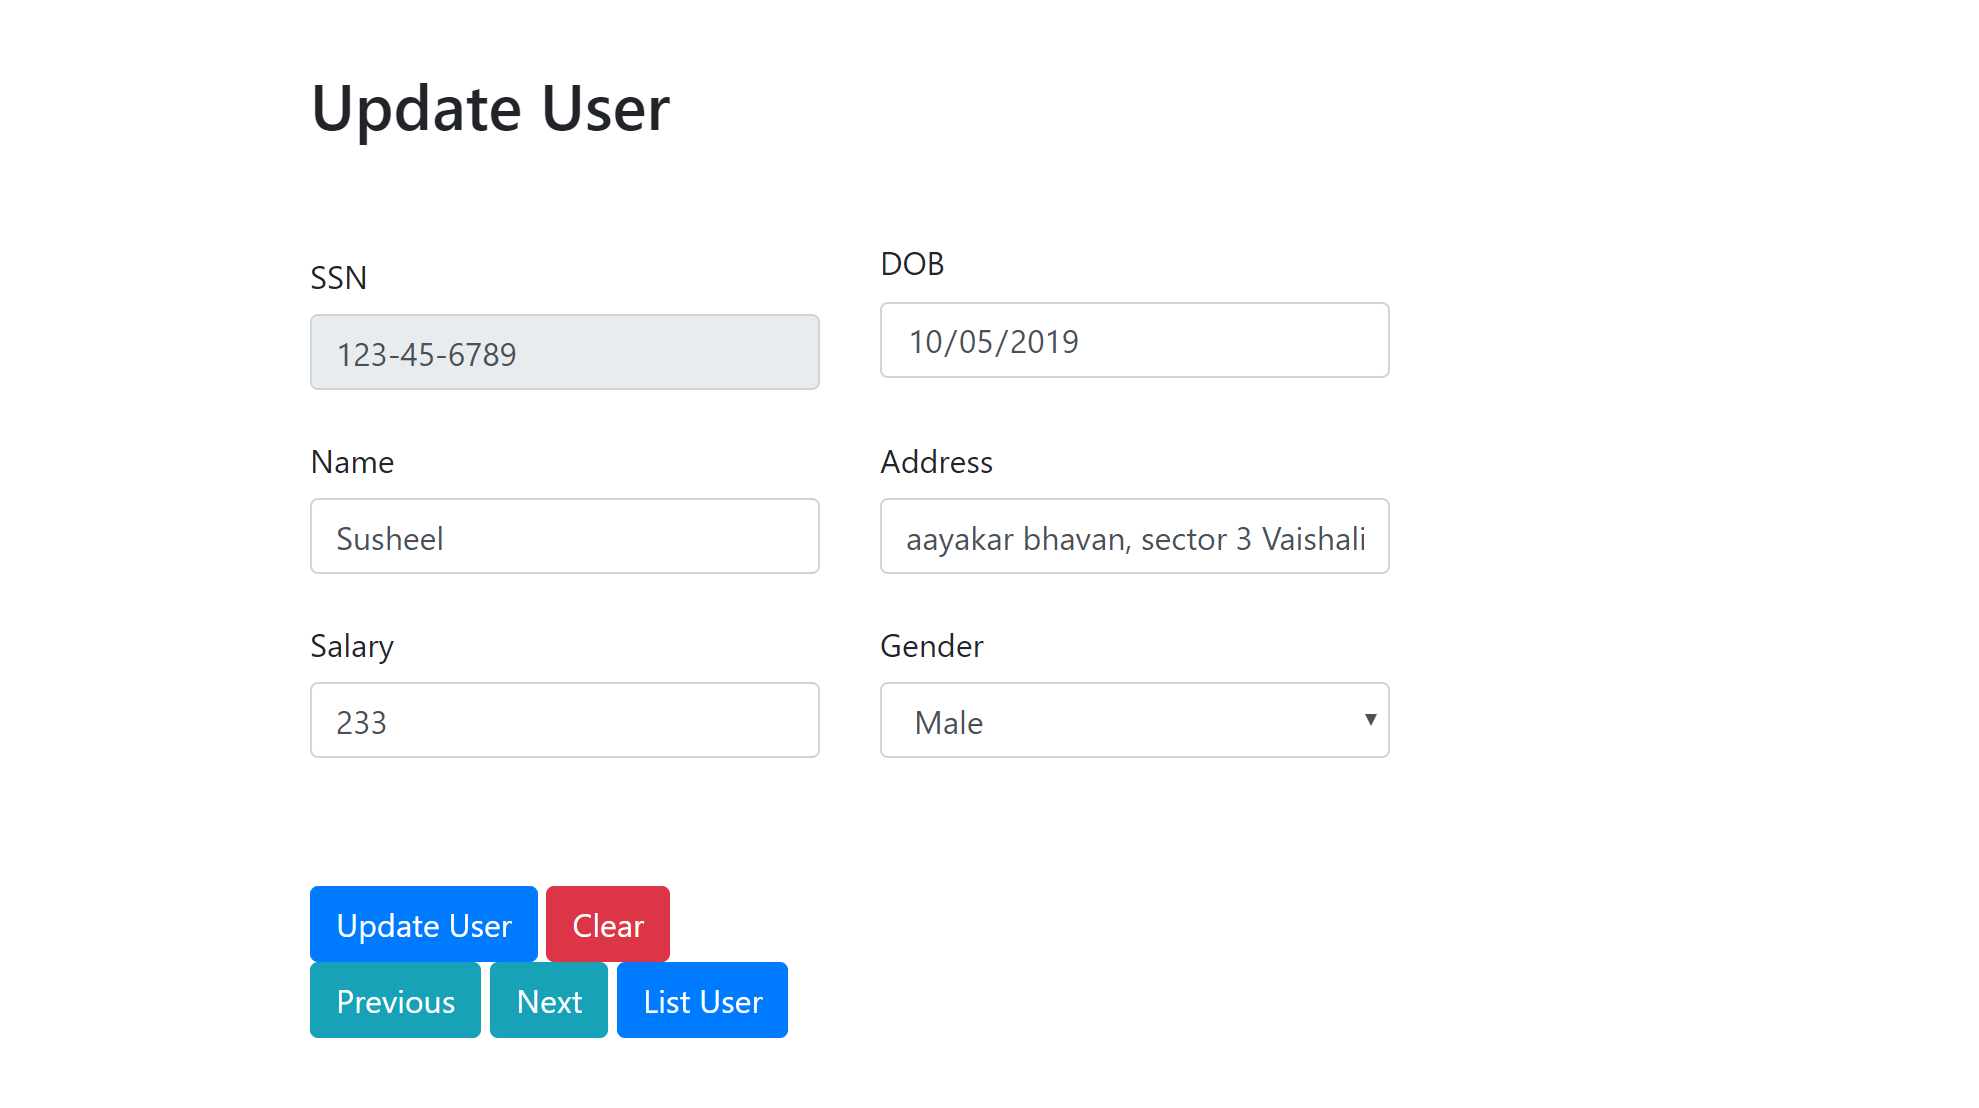 Update User
SSN
DOB
123-45-6789
10/05/2019
Name
Address
Susheel
aayakar bhavan, sector 3 Vaishali
Salary
Gender
233
Male
Update User
Clear
Previous
Next
List User